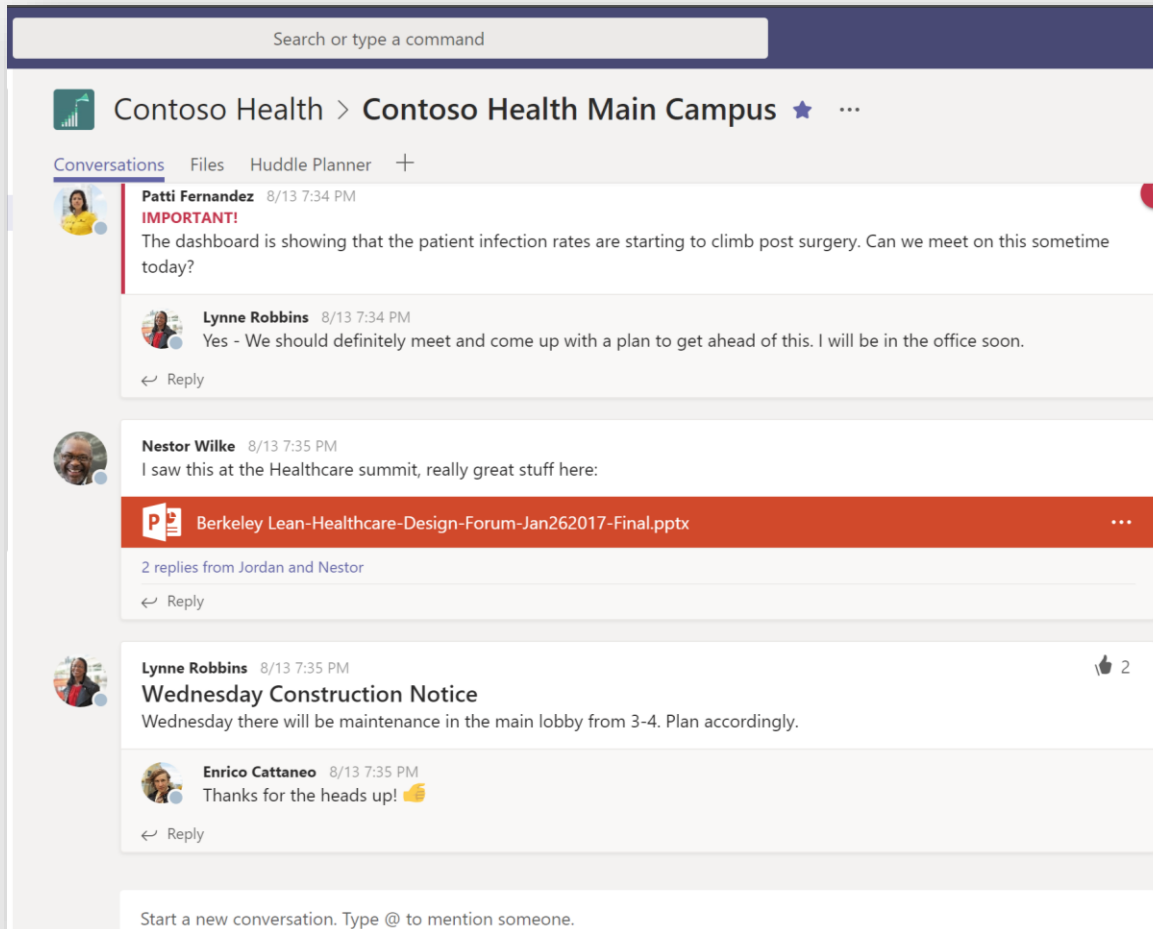 Search or type a command
Contoso Health > Contoso Health Main Campus ★ ···
Conversations Files Huddle Planner +
Patti Fernandez 8/13 7:34 PM
IMPORTANT!
The dashboard is showing that the patient infection rates are starting to climb post surgery. Can we meet on this sometime
today?
Lynne Robbins 8/13 7:34 PM
Yes - We should definitely meet and come up with a plan to get ahead of this. I will be in the office soon.
Reply
Nestor Wilke 8/13 7:35 PM
I saw this at the Healthcare summit, really great stuff here:
P Berkeley Lean-Healthcare-Design-Forum-Jan262017-Final.pptx ···
2 replies from Jordan and Nestor
Reply
Lynne Robbins 8/13 7:35 PM 2
Wednesday Construction Notice
Wednesday there will be maintenance in the main lobby from 3-4. Plan accordingly.
Enrico Cattaneo 8/13 7:35 PM
Thanks for the heads up!
Reply
Start a new conversation. Type @ to mention someone.